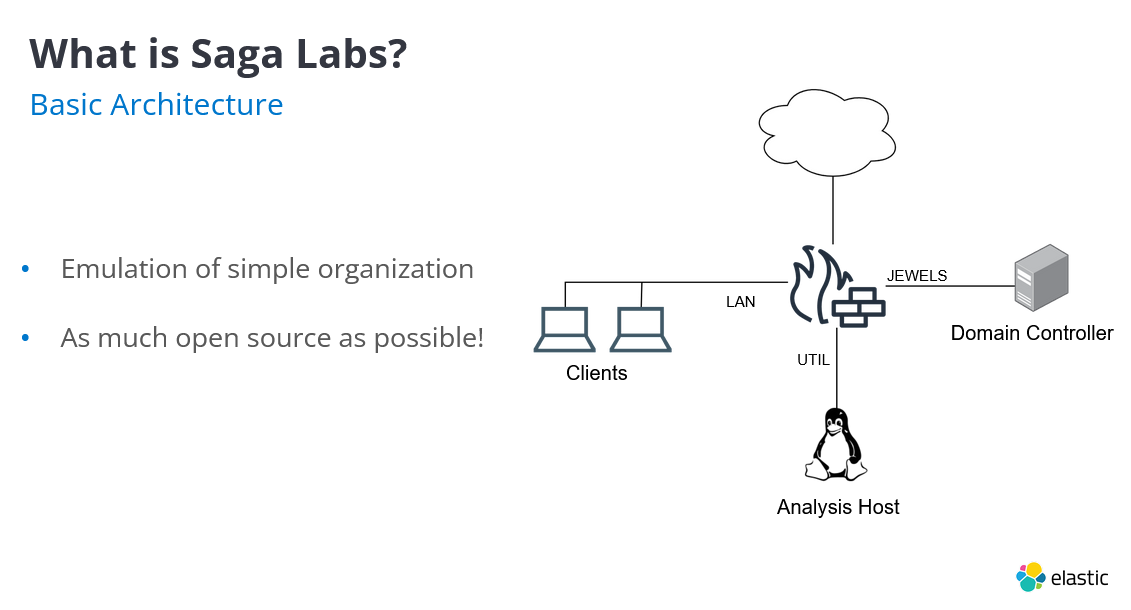 What is Saga Labs?
Basic Architecture
• Emulation of simple organization
• As much open source as possible!
JEWELS
LAN
Domain Controller
UTIL
Clients
Analysis Host
elastic